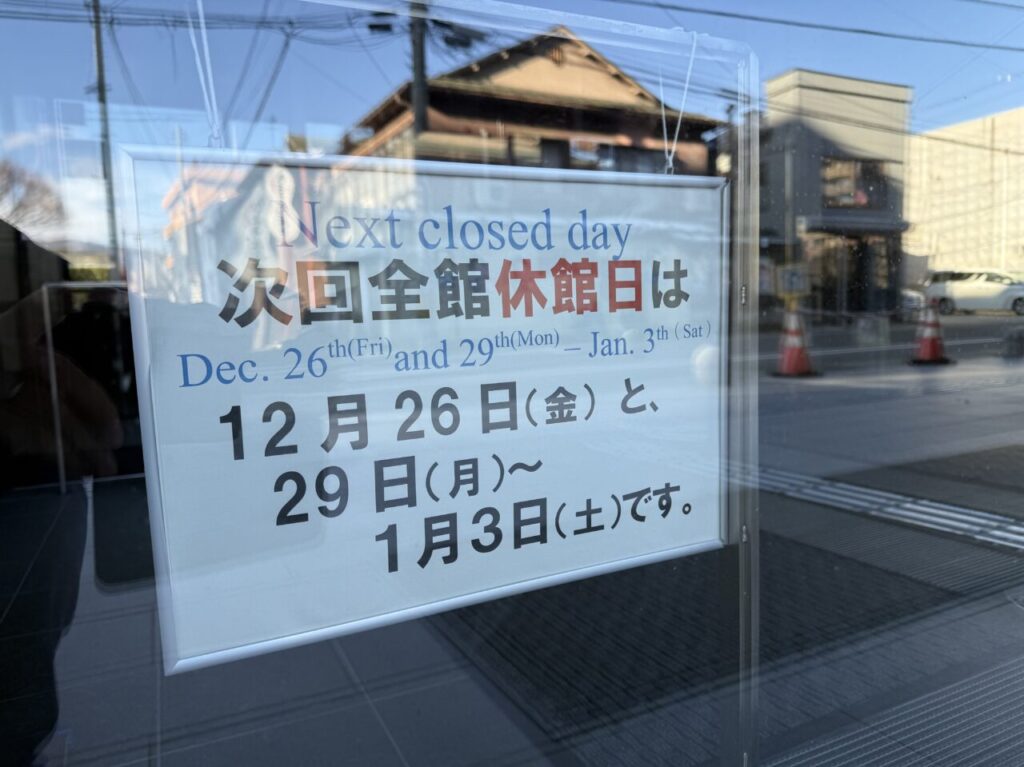 Next closed day
次回全館休館日は
Dec. 26th(Fri) and 29th(Mon) – Jan. 3th（Sat）
12月26日（金）と、
29日（月）～
1月3日（土）です。